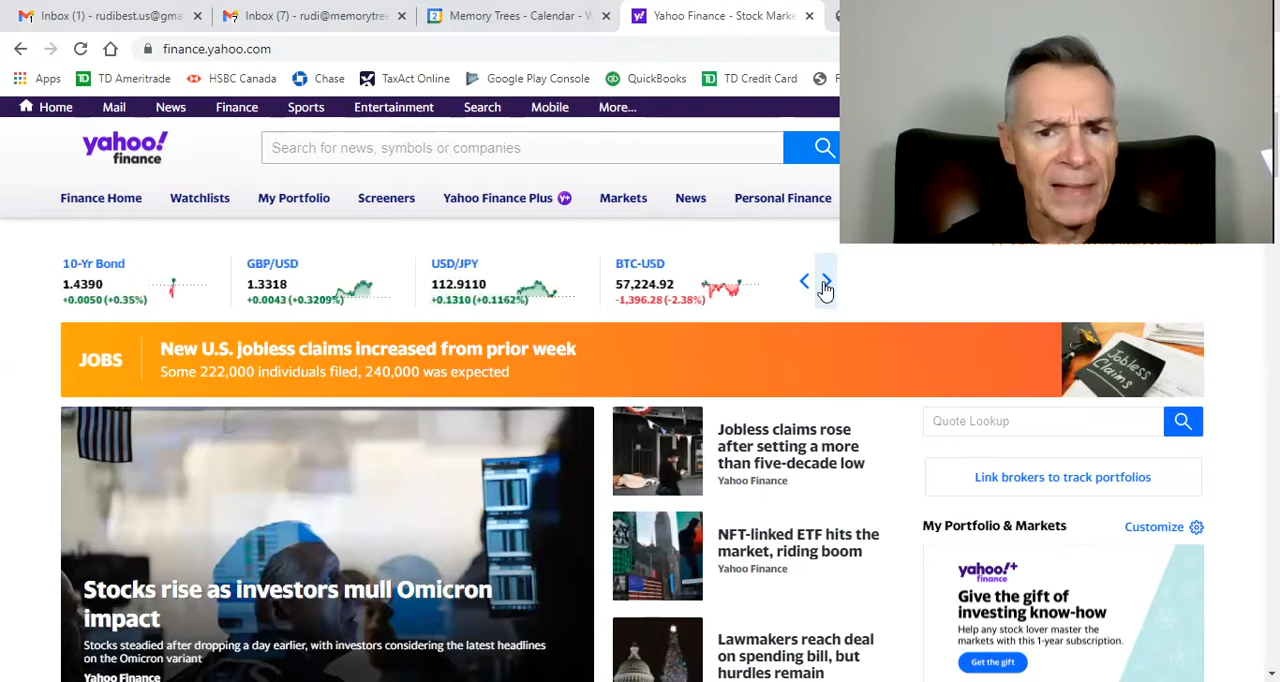 Inbox (1) - rudibest.us@gma
Inbox (7) - rudi@memorytree
Memory Trees - Calendar - W
Yahoo Finance - Stock Marke
finance.yahoo.com
Apps
TD Ameritrade
HSBC Canada
Chase
TaxAct Online
Google Play Console
QuickBooks
TD Credit Card
Home
Mail
News
Finance
Sports
Entertainment
Search
Mobile
More...
yahoo!
finance
Search for news, symbols or companies
Finance Home
Watchlists
My Portfolio
Screeners
Yahoo Finance Plus
Markets
News
Personal Finance
10-Yr Bond
1.4390
+0.0050 (+0.35%)
GBP/USD
1.3318
+0.0043 (+0.3209%)
USD/JPY
112.9110
+0.1310 (+0.1162%)
BTC-USD
57,224.92
-1,396.28 (-2.38%)
JOBS
New U.S. jobless claims increased from prior week
Some 222,000 individuals filed, 240,000 was expected
Jobless
Claims
Stocks rise as investors mull Omicron
impact
Stocks steadied after dropping a day earlier, with investors considering the latest headlines
on the Omicron variant
Yahoo Finance
Jobless claims rose
after setting a more
than five-decade low
Yahoo Finance
NFT-linked ETF hits the
market, riding boom
Yahoo Finance
Lawmakers reach deal
on spending bill, but
hurdles remain
Quote Lookup
Link brokers to track portfolios
My Portfolio & Markets
Customize
yahoo!+
finance
Give the gift of
investing know-how
Help any stock lover master the
markets with this 1-year subscription.
Get the gift